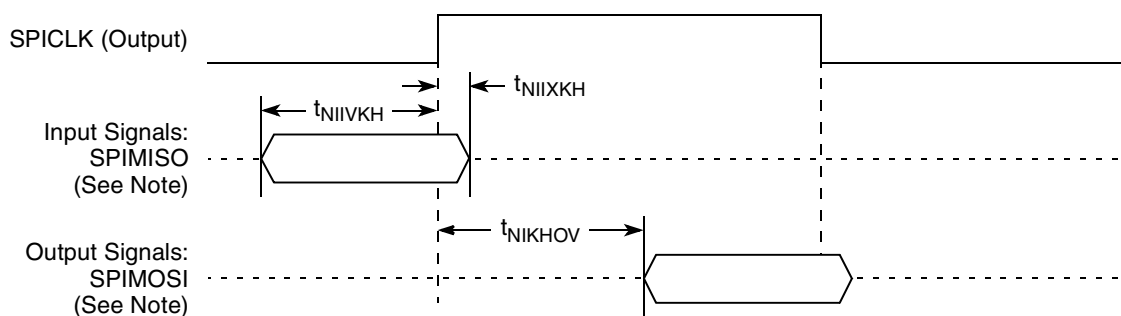 SPICLK (Output)
tNIIXKH
tNIIVKH
Input Signals:
SPIMISO
(See Note)
tNIKHOV
Output Signals:
SPIMOSI
(See Note)